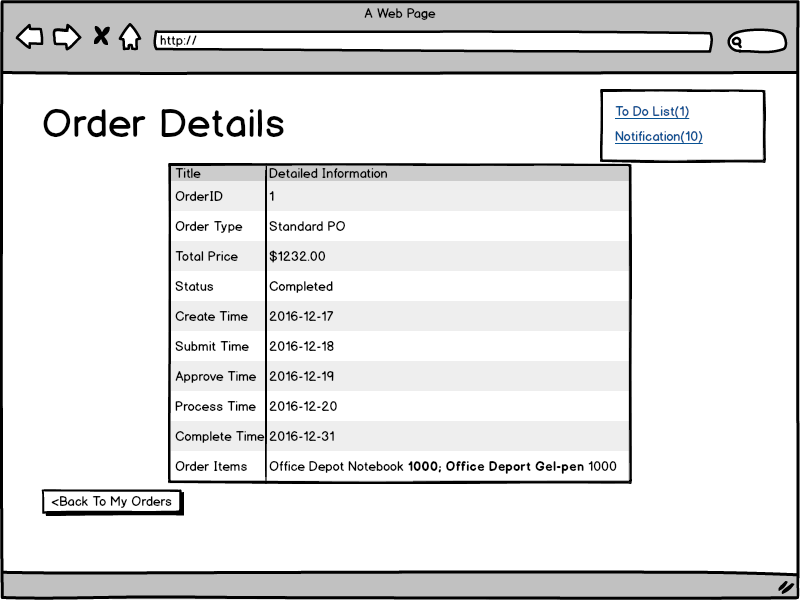 A Web Page
http://
To Do List(1)
Order Details
Notification(10)
Title Detailed Information
OrderID 1
Order Type Standard PO
Total Price $1232.00
Status Completed
Create Time 2016-12-17
Submit Time 2016-12-18
Approve Time 2016-12-19
Process Time 2016-12-20
Complete Time 2016-12-31
Order Items Office Depot Notebook 1000; Office Deport Gel-pen 1000
<Back To My Orders